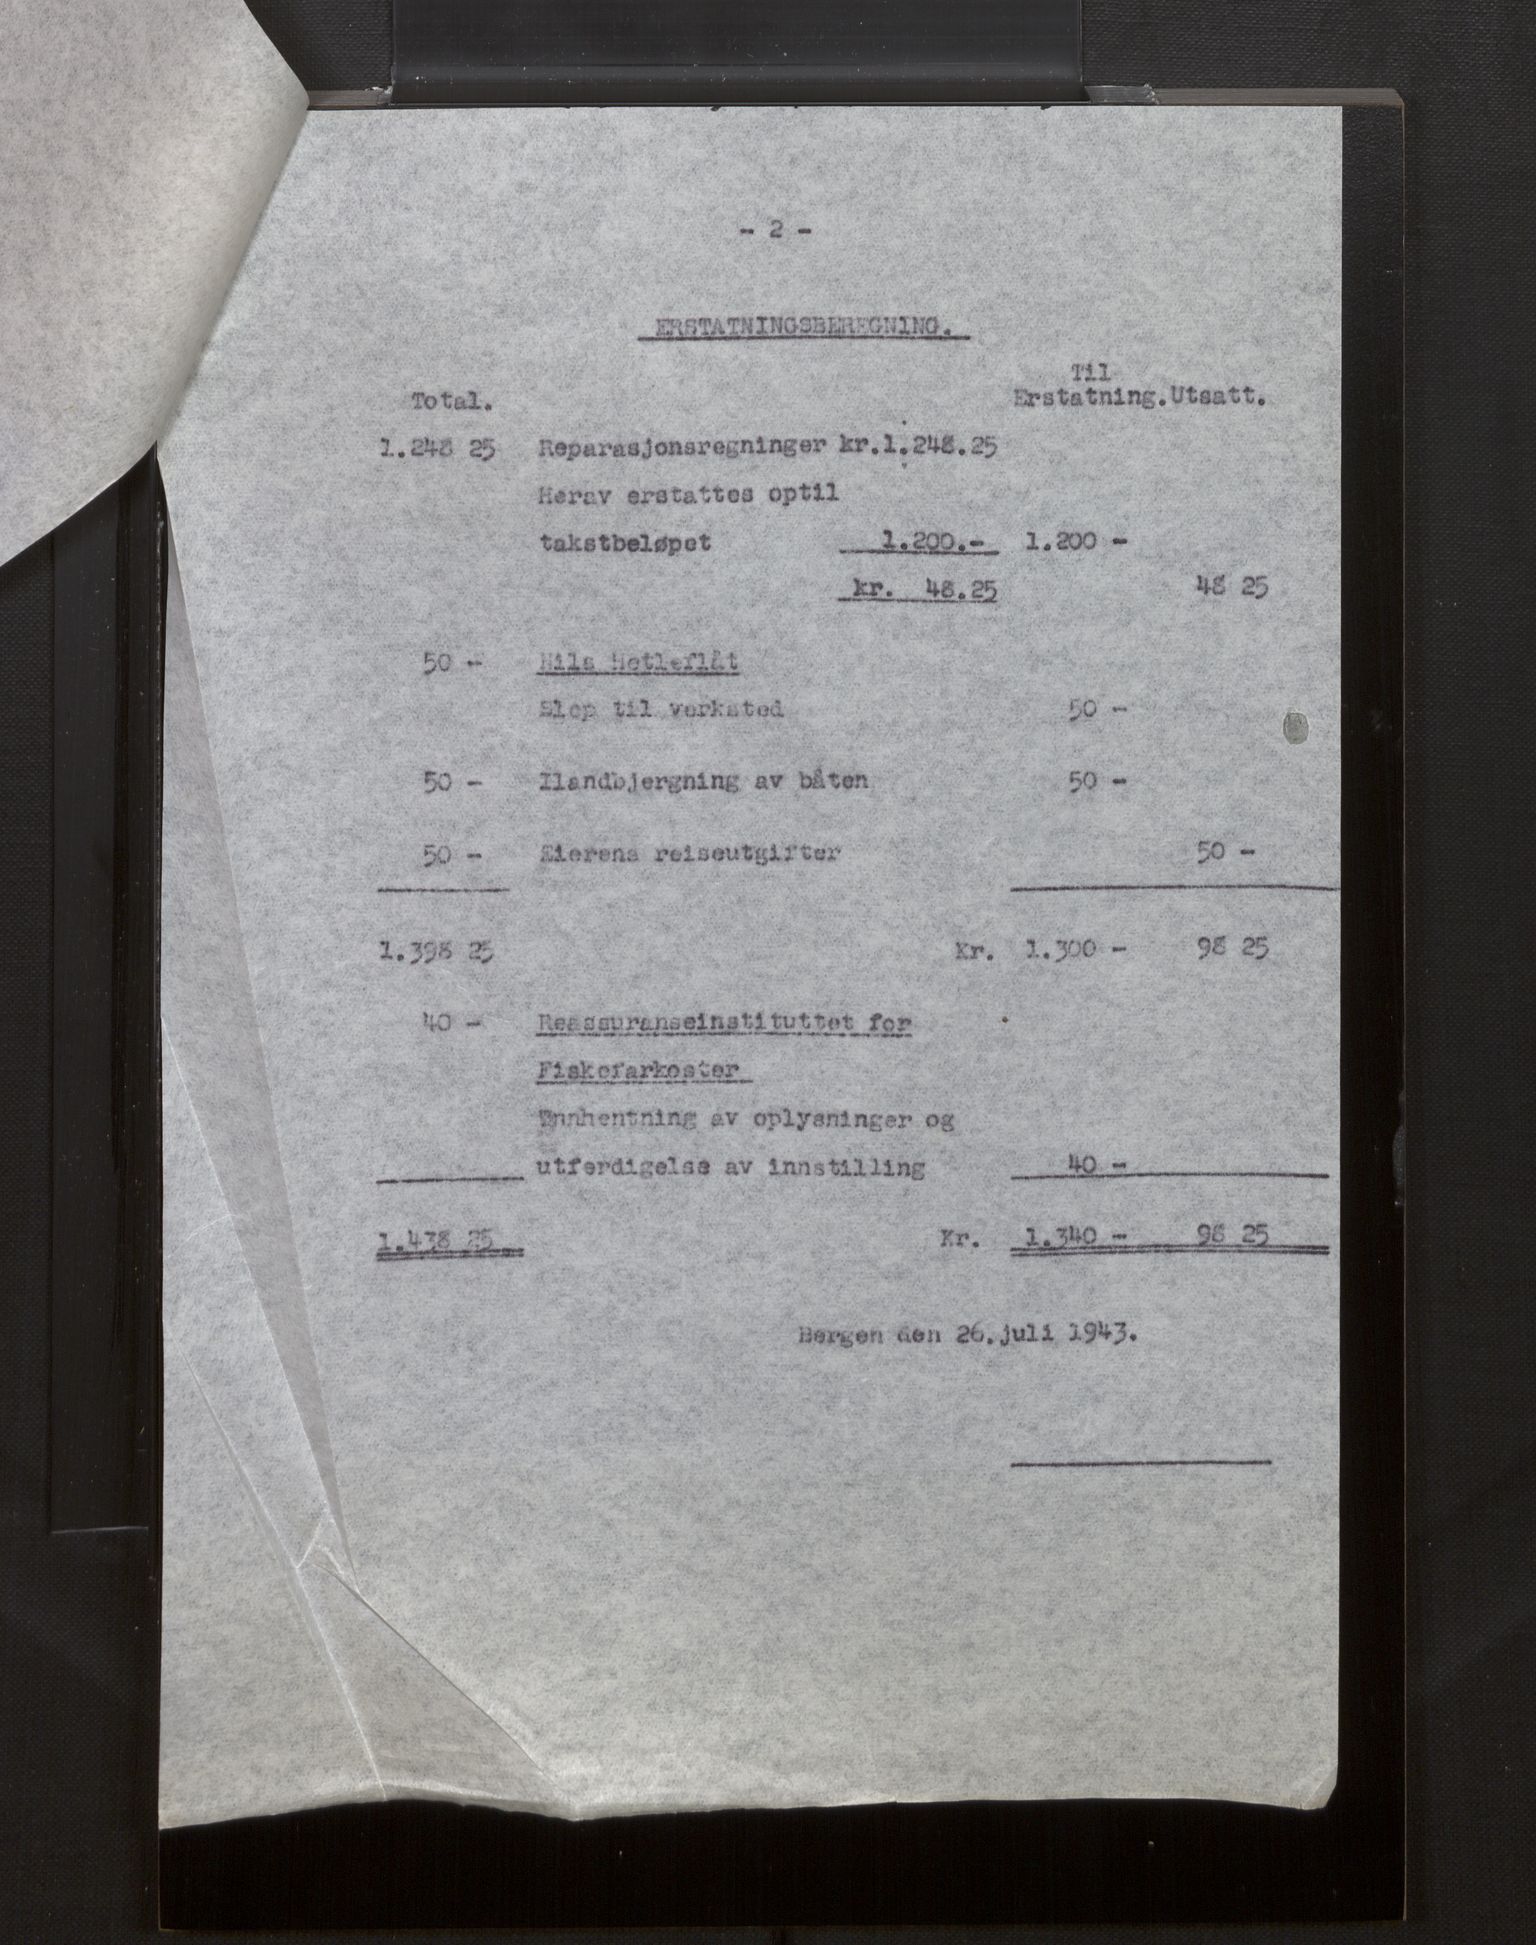 - 2 -
ERSTATNINGSBEREGNING.
Til
Total. Erstatning. Utsatt.
1.248 25 Reparasjonsregninger kr.1.248.25
Herav erstattes optil
takstbeløpet 1.200.- 1.200 -
kr. 48.25 48 25
50 - Nils Hetleflåt
Slep til verksted 50 -
50 - Ilandbjergning av båten 50 -
50 - Eierens reiseutgifter 50 -
1.398 25 Kr. 1.300 - 98 25
40 - Reassuranseinstituttet for
Fiskefarkoster
Innhentning av oplysninger og
utferdigelse av innstilling 40 -
1.438 25 Kr. 1.340 - 98 25
Bergen den 26.juli 1943.